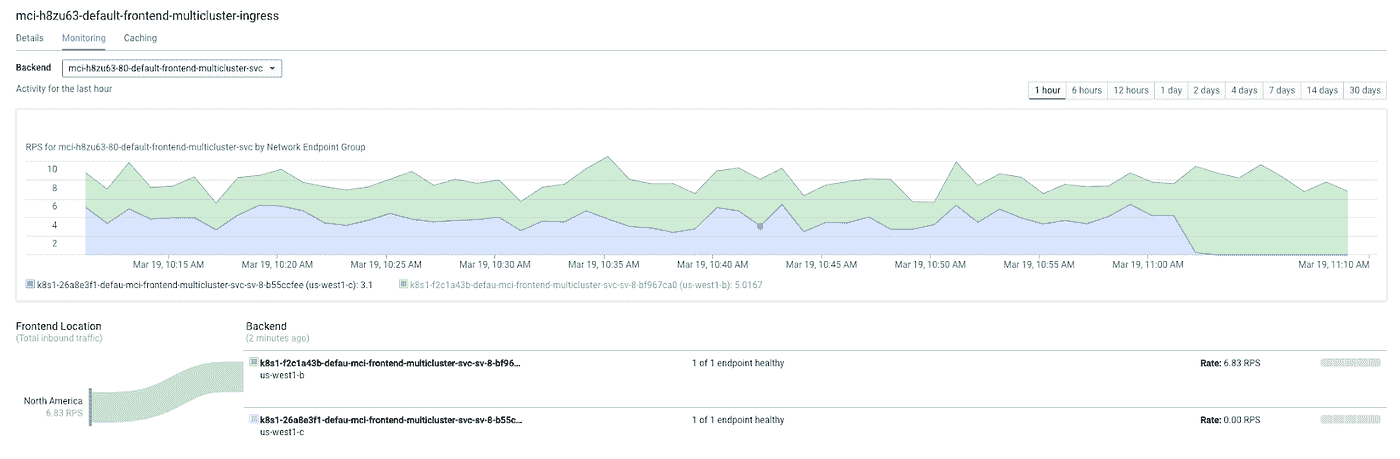 mci-h8zu63-default-frontend-multicluster-ingress
Details Monitoring Caching
Backend mci-h8zu63-80-default-frontend-multicluster-svc
Activity for the last hour
1 hour 6 hours 12 hours 1 day 2 days 4 days 7 days 14 days 30 days
RPS for mci-h8zu63-80-default-frontend-multicluster-svc by Network Endpoint Group
10
8
6
4
2
Mar 19, 10:15 AM Mar 19, 10:20 AM Mar 19, 10:25 AM Mar 19, 10:30 AM Mar 19, 10:35 AM Mar 19, 10:40 AM Mar 19, 10:45 AM Mar 19, 10:50 AM Mar 19, 10:55 AM Mar 19, 11:00 AM Mar 19, 11:10 AM
k8s1-26a8e3f1-defau-mci-frontend-multicluster-svc-sv-8-b55ccfee (us-west1-c): 3.1 k8s1-f2c1a43b-defau-mci-frontend-multicluster-svc-sv-8-bf967ca0 (us-west1-b): 5.0167
Frontend Location Backend
(Total inbound traffic) (2 minutes ago)
k8s1-f2c1a43b-defau-mci-frontend-multicluster-svc-sv-8-bf96... 1 of 1 endpoint healthy Rate: 6.83 RPS
us-west1-b
North America
6.83 RPS
k8s1-26a8e3f1-defau-mci-frontend-multicluster-svc-sv-8-b55c... 1 of 1 endpoint healthy Rate: 0.00 RPS
us-west1-c